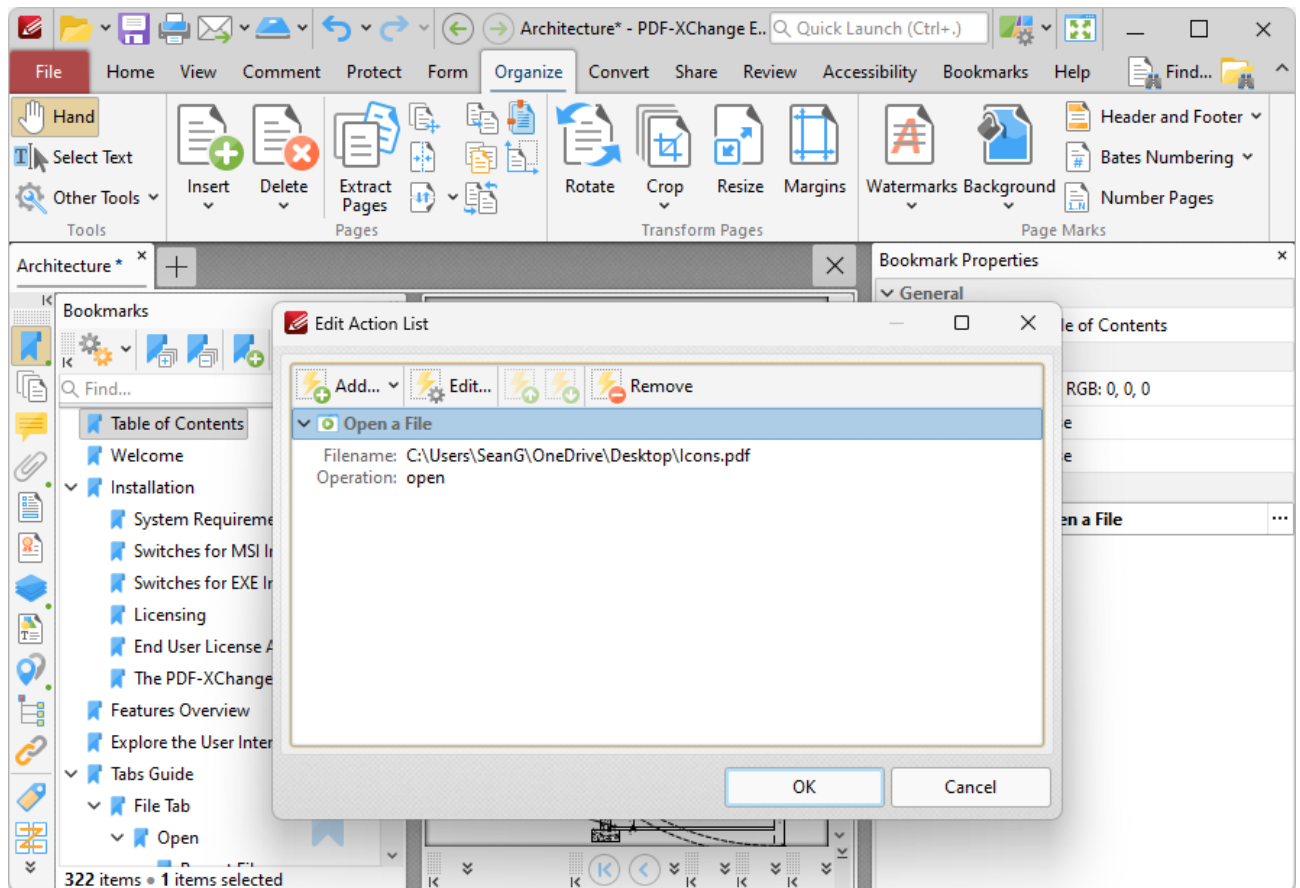 Architecture* - PDF-XChange E..
Quick Launch (Ctrl+.)
File Home View Comment Protect Form Organize Convert Share Review Accessibility Bookmarks Help Find...
Hand
Select Text
Other Tools
Tools
Insert
Delete
Extract
Pages
Pages
Rotate
Crop
Resize
Margins
Transform Pages
Watermarks
Background
Header and Footer
Bates Numbering
Number Pages
Page Marks
Architecture *
Bookmarks
Find...
Table of Contents
Welcome
Installation
System Requireme
Switches for MSI I
Switches for EXE I
Licensing
End User License A
The PDF-XChange
Features Overview
Explore the User Inter
Tabs Guide
File Tab
Open
322 items • 1 items selected
Edit Action List
Add... Edit... Remove
Open a File
Filename: C:\Users\SeanG\OneDrive\Desktop\Icons.pdf
Operation: open
OK Cancel
Bookmark Properties
General
le of Contents
RGB: 0, 0, 0
se
se
en a File